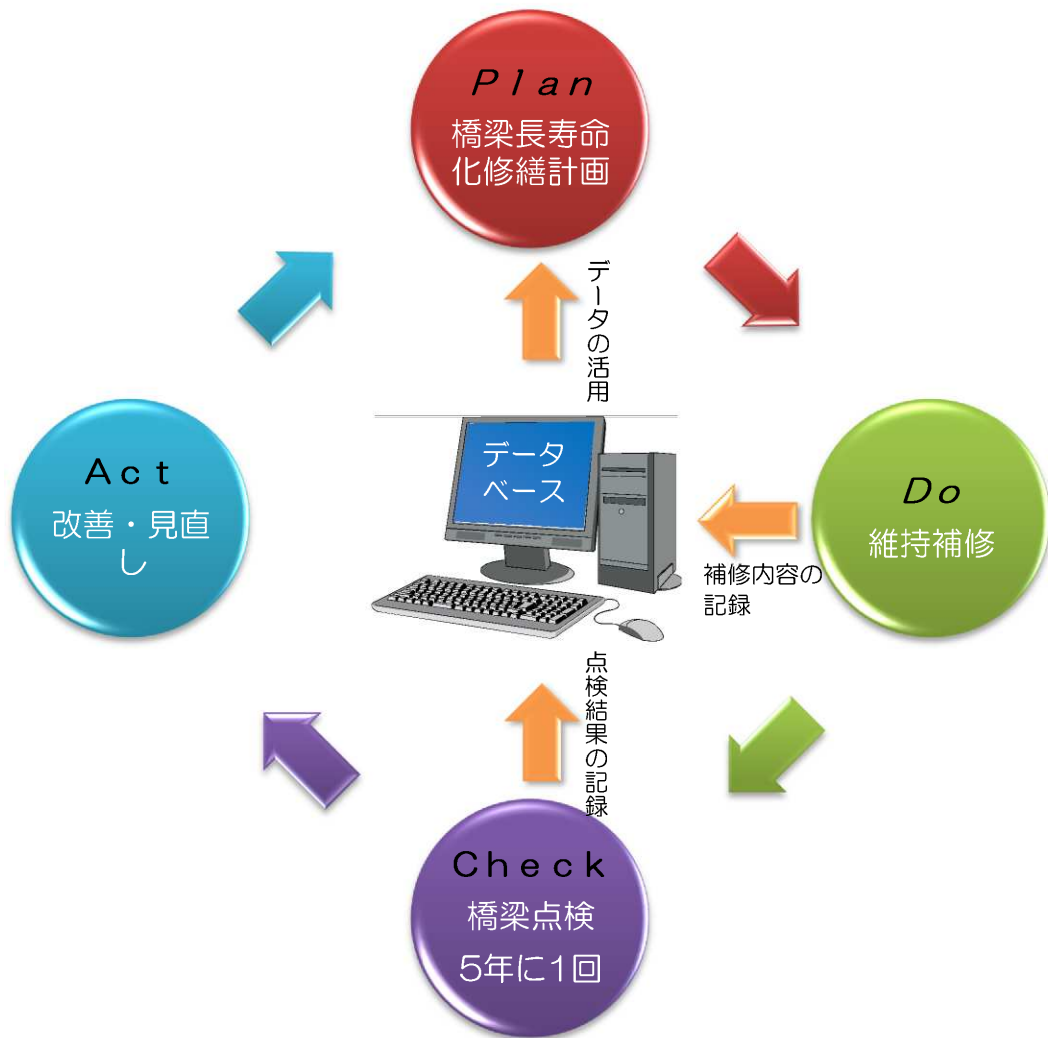 Plan
橋梁長寿命
化修繕計画
データの活用
Act
改善・見直
し
データ
ベース
Do
維持補修
補修内容の
記録
点検結果の記録
Check
橋梁点検
5年に1回